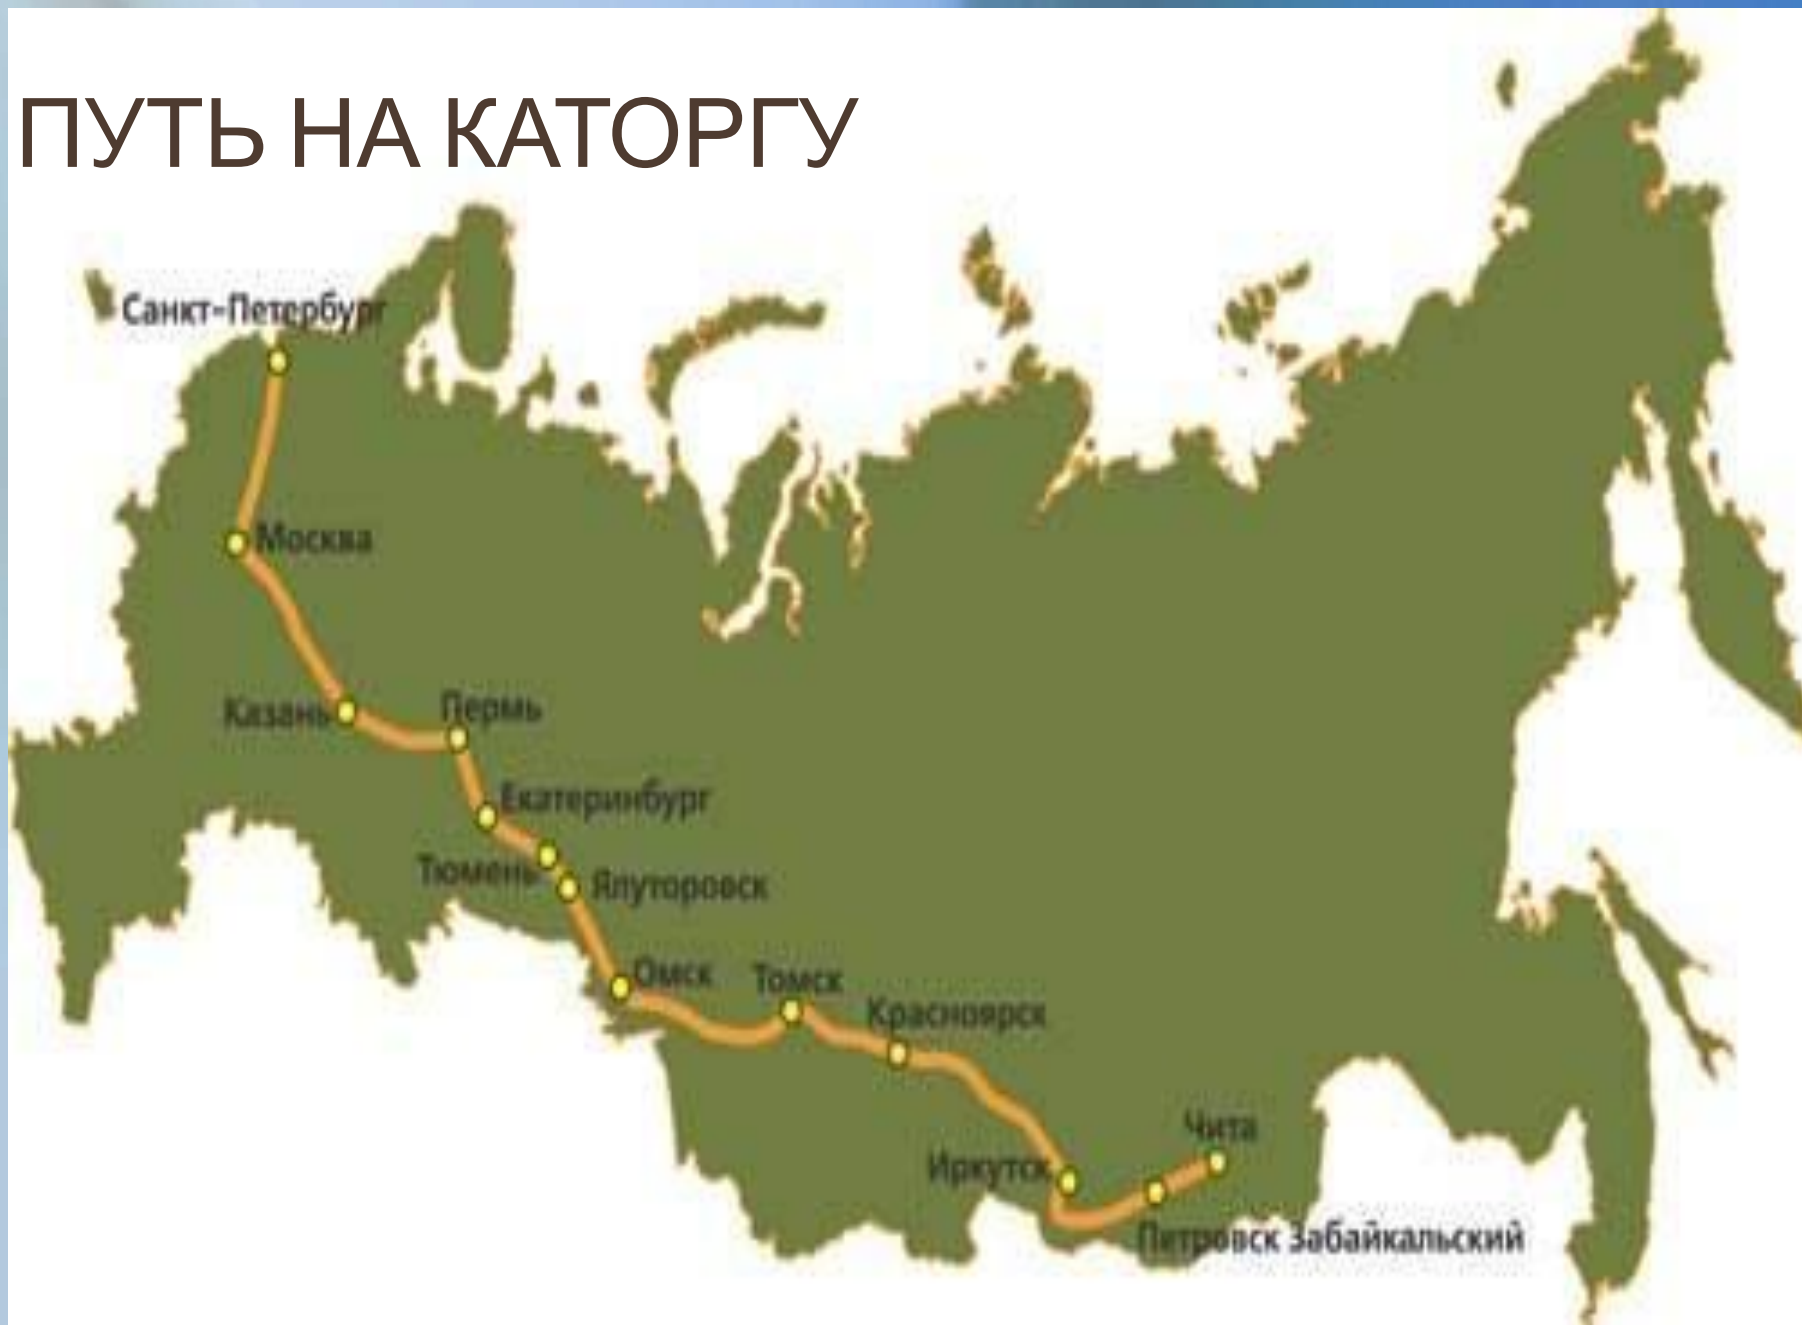 ПУТЬ НА КАТОРГУ
Санкт-Петербург
Москва
Казань
Пермь
Екатеринбург
Тюмень
Ялуторовск
Омск
Томск
Красноярск
Чита
Иркутск
Петровск Забайкальский